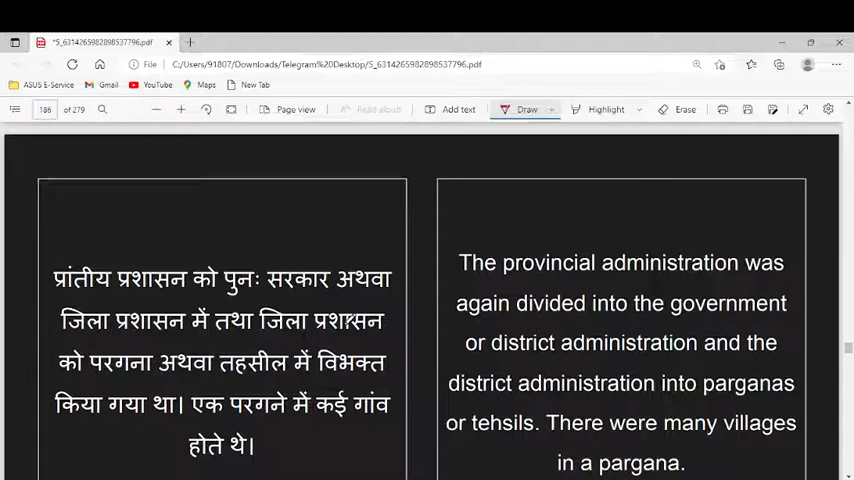 *5_6314265982898537796.pdf
File C:/Users/91807/Downloads/Telegram%20Desktop/5_6314265982898537796.pdf
ASUS E-Service Gmail YouTube Maps New Tab
186 of 279 Page view Read aloud Add text Draw Highlight Erase
प्रांतीय प्रशासन को पुनः सरकार अथवा
जिला प्रशासन में तथा जिला प्रशासन
को परगना अथवा तहसील में विभक्त
किया गया था। एक परगने में कई गांव
होते थे।
The provincial administration was
again divided into the government
or district administration and the
district administration into parganas
or tehsils. There were many villages
in a pargana.